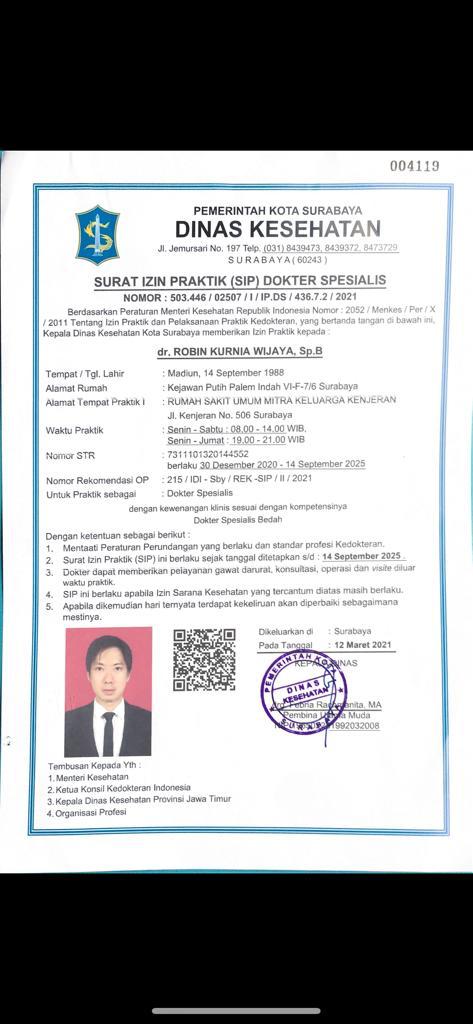 004119
PEMERINTAH KOTA SURABAYA
DINAS KESEHATAN
Jl. Jemursari No. 197 Telp. (031) 8439473, 8439372, 8473729
SURABAYA (60243)
SURAT IZIN PRAKTIK (SIP) DOKTER SPESIALIS
NOMOR : 503.446 / 02507 / I / IP.DS / 436.7.2 / 2021
Berdasarkan Peraturan Menteri Kesehatan Republik Indonesia Nomor : 2052 / Menkes / Per / X
/ 2011 Tentang Izin Praktik dan Pelaksanaan Praktik Kedokteran, yang bertanda tangan di bawah ini,
Kepala Dinas Kesehatan Kota Surabaya memberikan Izin Praktik kepada :
dr. ROBIN KURNIA WIJAYA, Sp.B
Tempat / Tgl. Lahir : Madiun, 14 September 1988
Alamat Rumah : Kejawan Putih Palem Indah VI-F-7/6 Surabaya
Alamat Tempat Praktik I : RUMAH SAKIT UMUM MITRA KELUARGA KENJERAN
Jl. Kenjeran No. 506 Surabaya
Waktu Praktik : Senin - Sabtu : 08.00 - 14.00 WIB,
Senin - Jumat : 19.00 - 21.00 WIB
Nomor STR : 7311101320144552
berlaku 30 Desember 2020 - 14 September 2025
Nomor Rekomendasi OP : 215 / IDI - Sby / REK -SIP / II / 2021
Untuk Praktik sebagai : Dokter Spesialis
dengan kewenangan klinis sesuai dengan kompetensinya
Dokter Spesialis Bedah
Dengan ketentuan sebagai berikut :
1. Mentaati Peraturan Perundangan yang berlaku dan standar profesi Kedokteran.
2. Surat Izin Praktik (SIP) ini berlaku sejak tanggal ditetapkan s/d : 14 September 2025 .
3. Dokter dapat memberikan pelayanan gawat darurat, konsultasi, operasi dan visite diluar
waktu praktik.
4. SIP ini berlaku apabila Izin Sarana Kesehatan yang tercantum diatas masih berlaku.
5. Apabila dikemudian hari ternyata terdapat kekeliruan akan diperbaiki sebagaimana
mestinya.
Dikeluarkan di : Surabaya
Pada Tanggal : 12 Maret 2021
KEPALA DINAS
PEMERINTAH KOTA
DINAS
KESEHATAN
SURABAYA
Febria Rachmanita, MA
Pembina Utama Muda
Tembusan Kepada Yth :
1. Menteri Kesehatan
2. Ketua Konsil Kedokteran Indonesia
3. Kepala Dinas Kesehatan Provinsi Jawa Timur
4. Organisasi Profesi